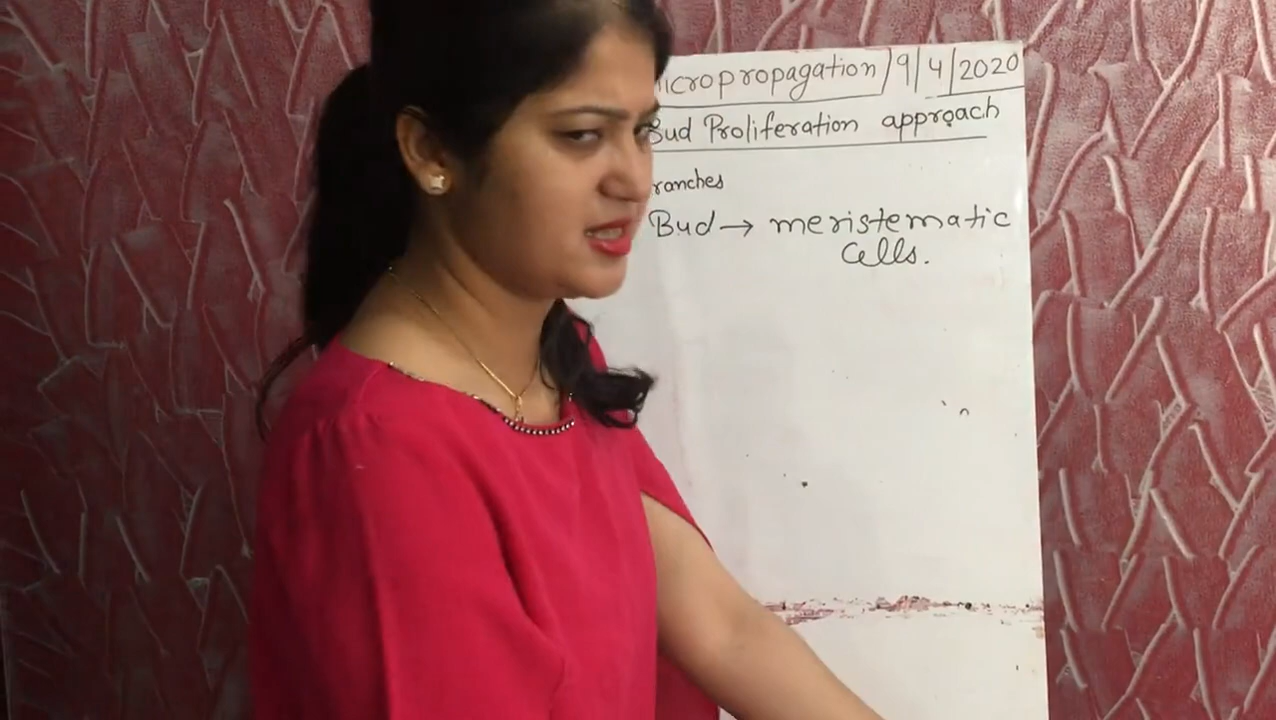 icropropagation/9/4/2020
Bud Proliferation approach
ranches
Bud → meristematic
cells.